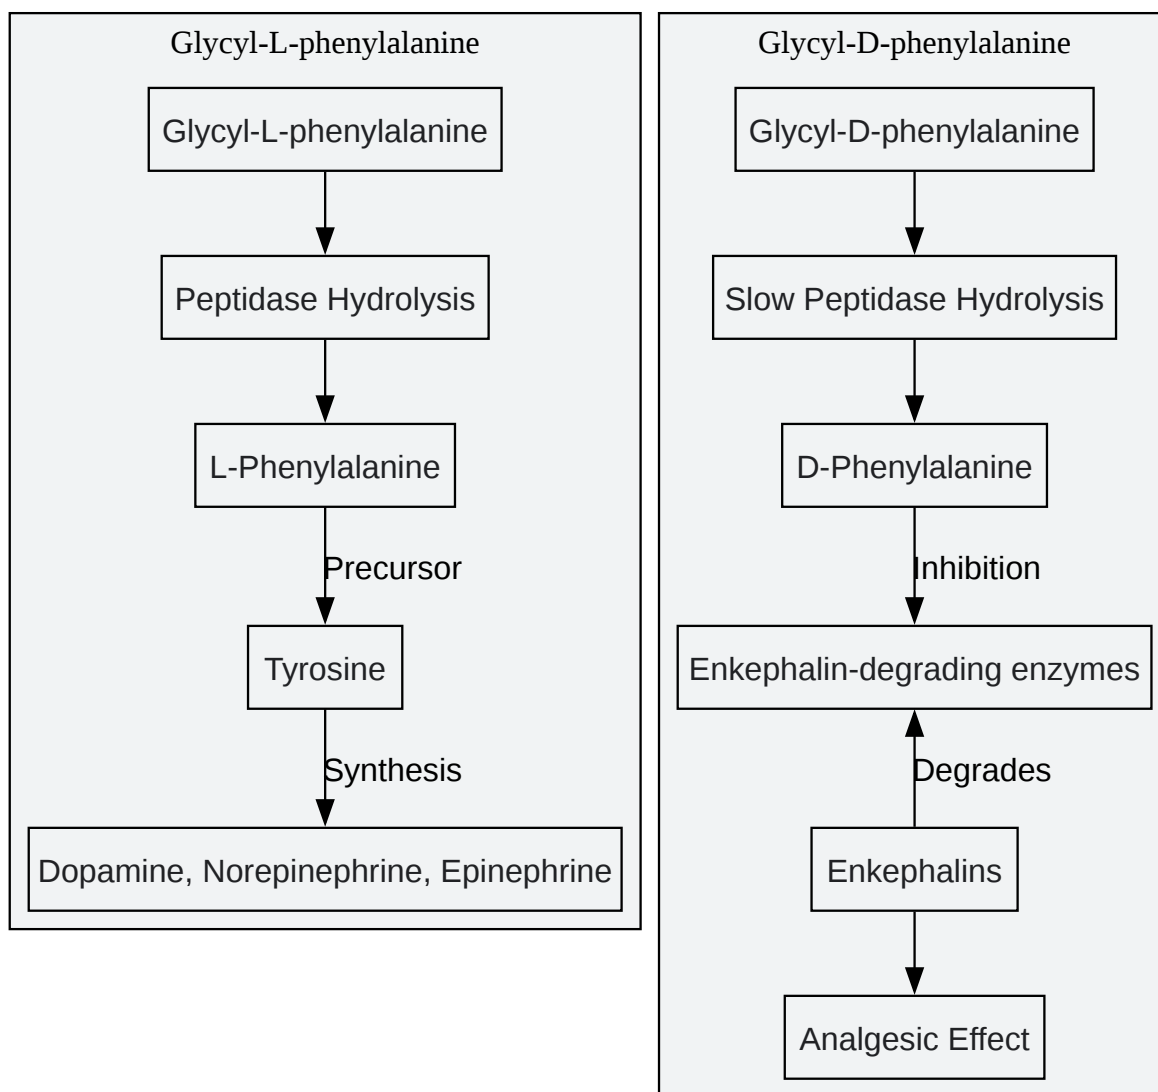 Glycyl-L-phenylalanine
Glycyl-L-phenylalanine
Peptidase Hydrolysis
L-Phenylalanine
Precursor
Tyrosine
Synthesis
Dopamine, Norepinephrine, Epinephrine
Glycyl-D-phenylalanine
Glycyl-D-phenylalanine
Slow Peptidase Hydrolysis
D-Phenylalanine
Inhibition
Enkephalin-degrading enzymes
Degrades
Enkephalins
Analgesic Effect